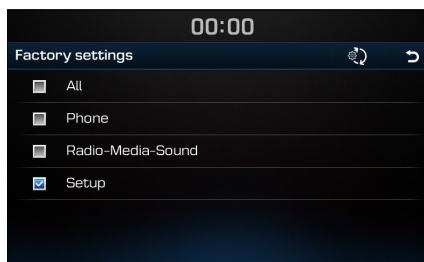 00:00
Factory settings
All
Phone
Radio-Media-Sound
Setup